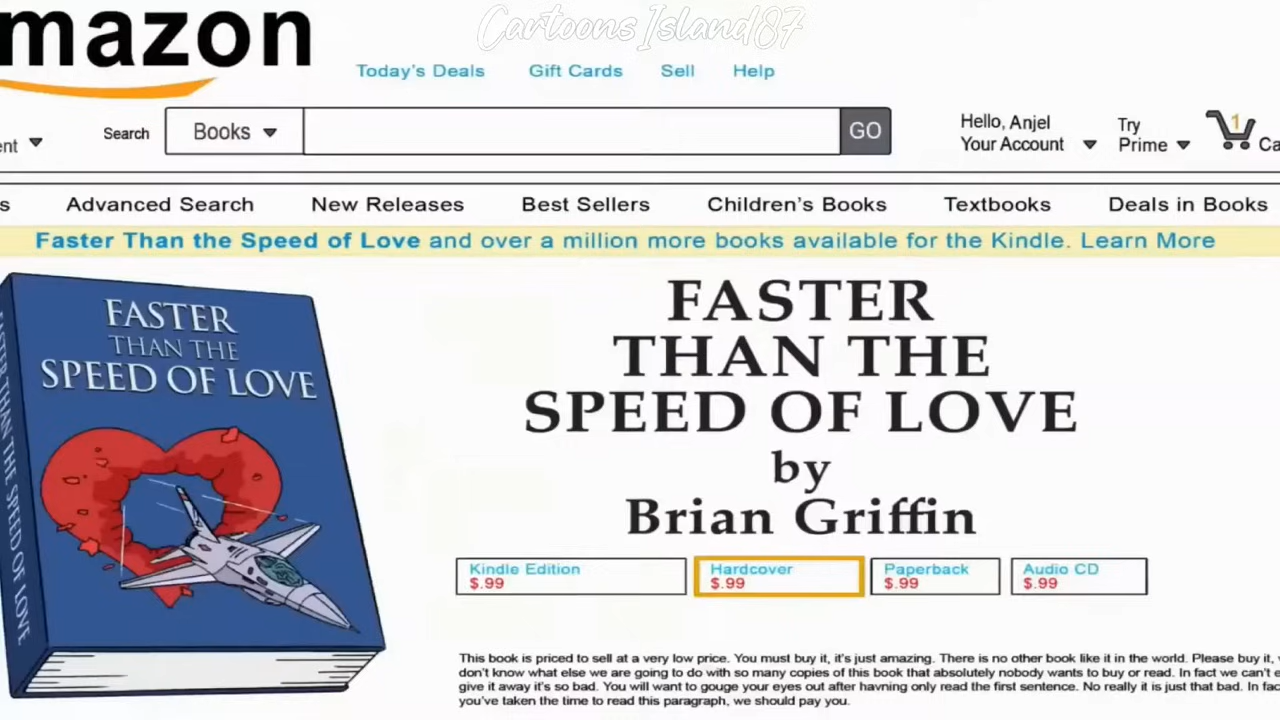 Cartoons Island87
mazon
Today's Deals Gift Cards Sell Help
Search Books GO
Hello, Anjel
Your Account
Try
Prime
1
Advanced Search New Releases Best Sellers Children's Books Textbooks Deals in Books
Faster Than the Speed of Love and over a million more books available for the Kindle. Learn More
FASTER
THAN THE
SPEED OF LOVE
FASTER THAN THE SPEED OF LOVE
FASTER
THAN THE
SPEED OF LOVE
by
Brian Griffin
Kindle Edition
$.99
Hardcover
$.99
Paperback
$.99
Audio CD
$.99
This book is priced to sell at a very low price. You must buy it, it's just amazing. There is no other book like it in the world. Please buy it,
don't know what else we are going to do with so many copies of this book that absolutely nobody wants to buy or read. In fact we can't e
give it away it's so bad. You will want to gouge your eyes out after havning only read the first sentence. No really it is just that bad. In fac
you've taken the time to read this paragraph, we should pay you.